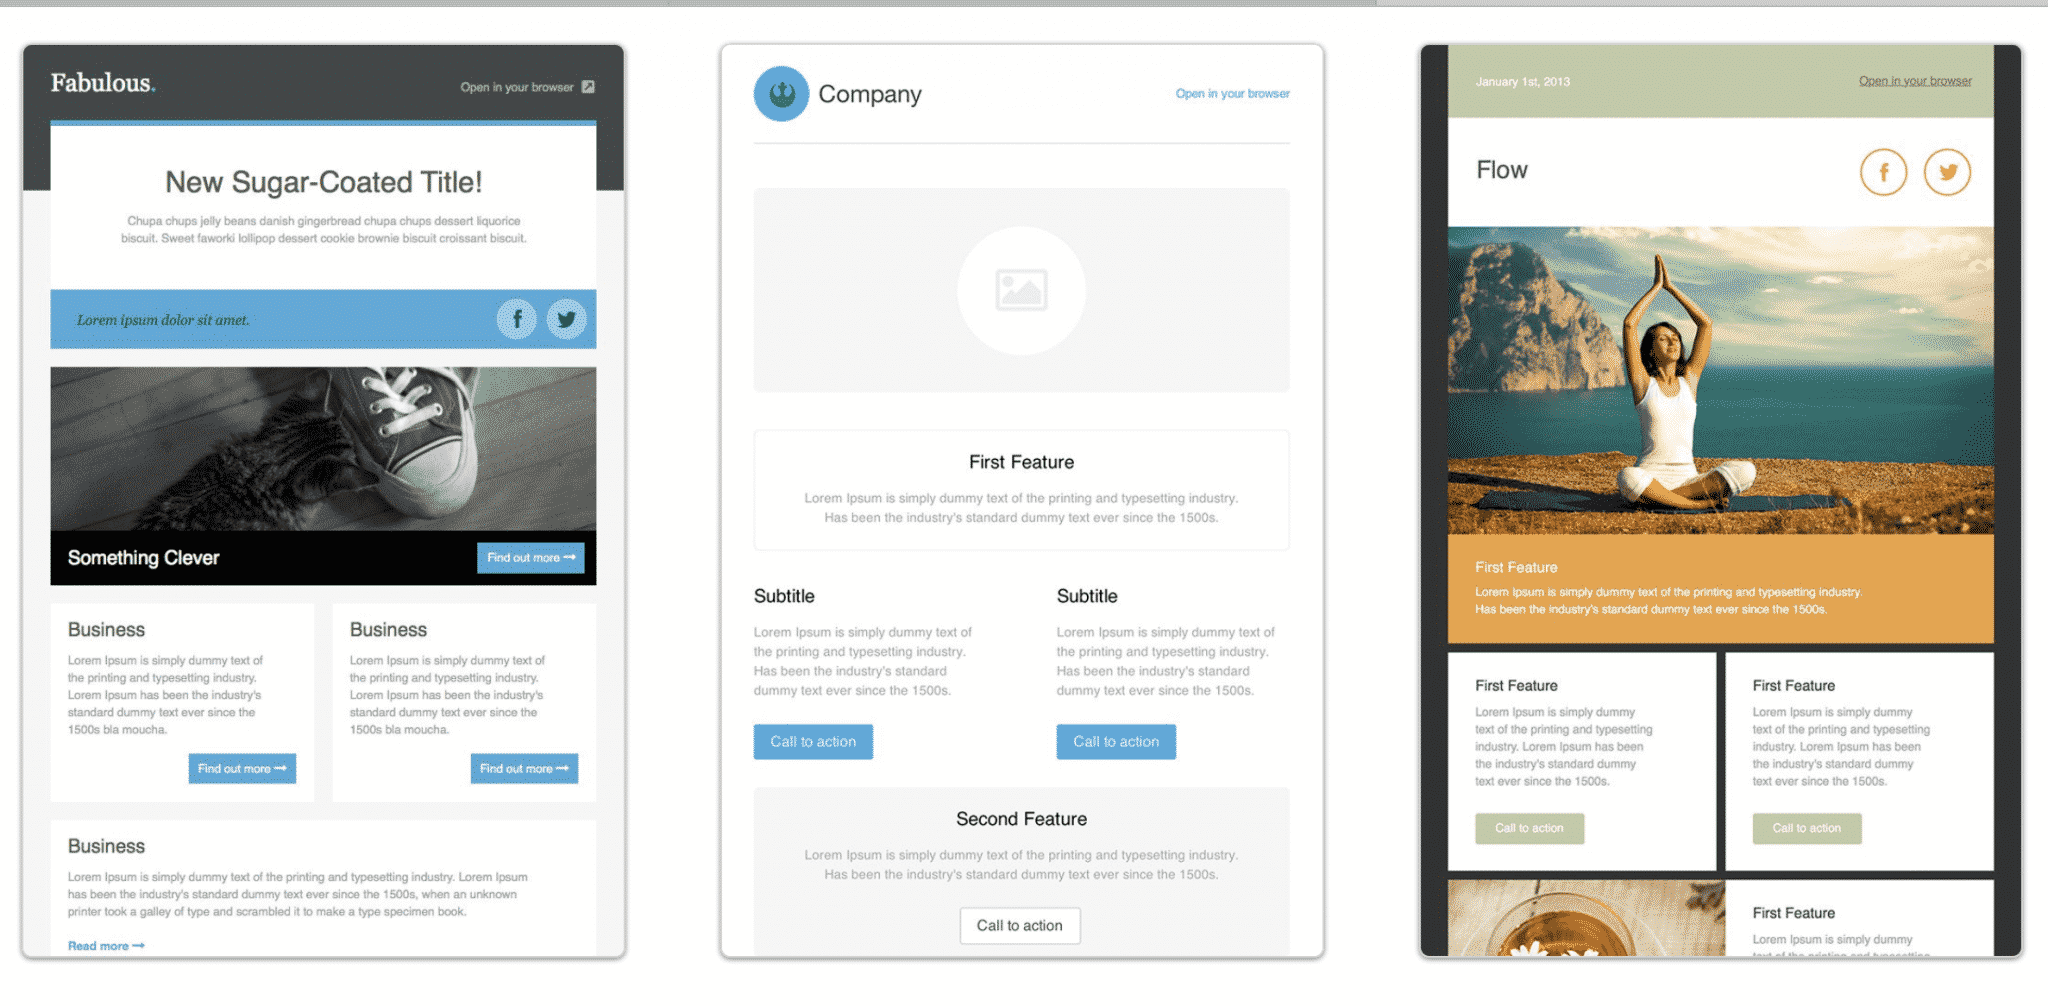 Fabulous.
Open in your browser
New Sugar-Coated Title!
Chupa chups jelly beans danish gingerbread chupa chups dessert liquorice
biscuit. Sweet faworki lollipop dessert cookie brownie biscuit croissant biscuit.
Lorem ipsum dolor sit amet.
Something Clever
Find out more
Business
Lorem Ipsum is simply dummy text of
the printing and typesetting industry.
Lorem Ipsum has been the industry's
standard dummy text ever since the
1500s bla moucha.
Find out more
Business
Lorem Ipsum is simply dummy text of
the printing and typesetting industry.
Lorem Ipsum has been the industry's
standard dummy text ever since the
1500s bla moucha.
Find out more
Business
Lorem Ipsum is simply dummy text of the printing and typesetting industry. Lorem Ipsum
has been the industry's standard dummy text ever since the 1500s, when an unknown
printer took a galley of type and scrambled it to make a type specimen book.
Read more
Company
Open in your browser
First Feature
Lorem Ipsum is simply dummy text of the printing and typesetting industry.
Has been the industry's standard dummy text ever since the 1500s.
Subtitle
Lorem Ipsum is simply dummy text of
the printing and typesetting industry.
Has been the industry's standard
dummy text ever since the 1500s.
Call to action
Subtitle
Lorem Ipsum is simply dummy text of
the printing and typesetting industry.
Has been the industry's standard
dummy text ever since the 1500s.
Call to action
Second Feature
Lorem Ipsum is simply dummy text of the printing and typesetting industry.
Has been the industry's standard dummy text ever since the 1500s.
Call to action
January 1st, 2013
Open in your browser
Flow
First Feature
Lorem Ipsum is simply dummy text of the printing and typesetting industry.
Has been the industry's standard dummy text ever since the 1500s.
First Feature
Lorem Ipsum is simply dummy
text of the printing and typesetting
industry. Lorem Ipsum has been
the industry's standard dummy
text ever since the 1500s.
Call to action
First Feature
Lorem Ipsum is simply dummy
text of the printing and typesetting
industry. Lorem Ipsum has been
the industry's standard dummy
text ever since the 1500s.
Call to action
First Feature
Lorem Ipsum is simply dummy